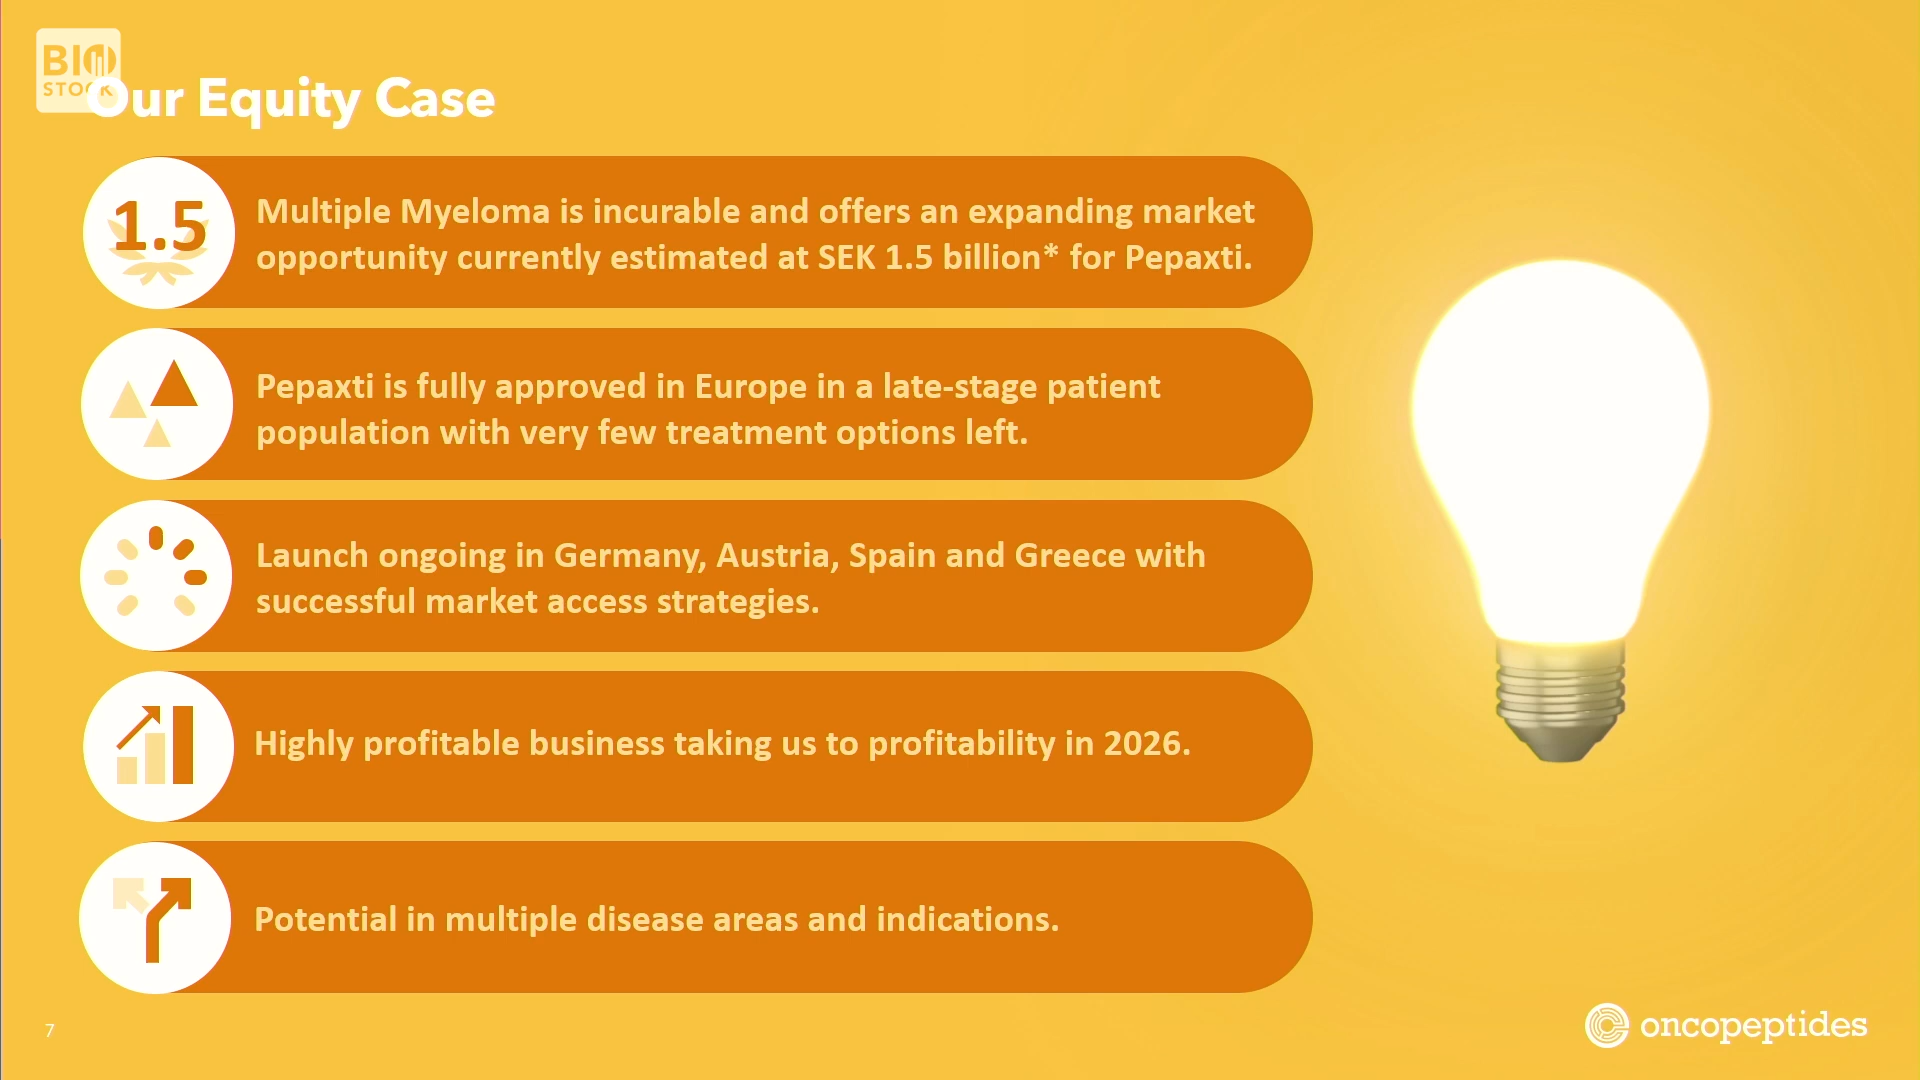 BIO
STOCK
Our Equity Case
1.5
Multiple Myeloma is incurable and offers an expanding market
opportunity currently estimated at SEK 1.5 billion* for Pepaxti.
Pepaxti is fully approved in Europe in a late-stage patient
population with very few treatment options left.
Launch ongoing in Germany, Austria, Spain and Greece with
successful market access strategies.
Highly profitable business taking us to profitability in 2026.
Potential in multiple disease areas and indications.
7
oncopeptides